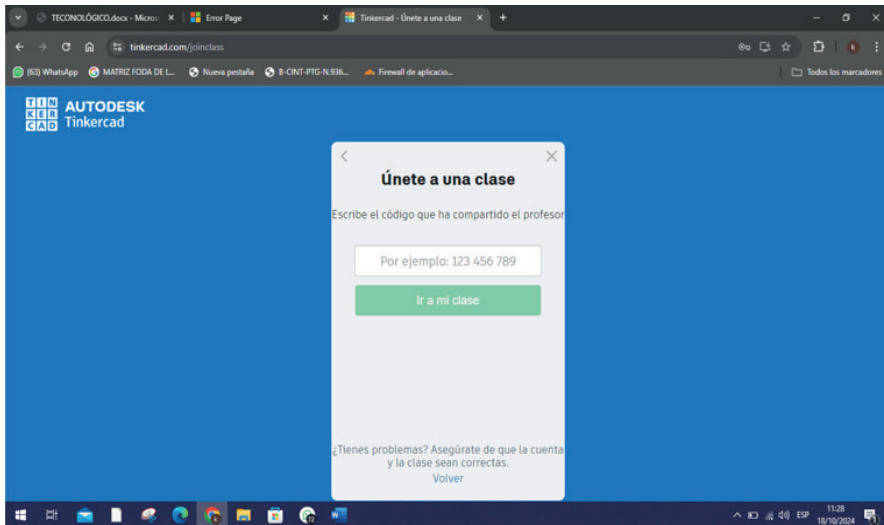 TECONOLÓGICO.docx - Micros
Error Page
Tinkercad - Únete a una clase
tinkercad.com/joinclass
(63) WhatsApp
MATRIZ FODA DE L...
Nueva pestaña
B-CINT-PTG-N.936...
Firewall de aplicacio...
Todos los marcadores
TIN
KER
CAD
AUTODESK
Tinkercad
Únete a una clase
Escribe el código que ha compartido el profesor
Por ejemplo: 123 456 789
Ir a mi clase
¿Tienes problemas? Asegúrate de que la cuenta
y la clase sean correctas.
Volver
ESP
11:28
18/10/2024